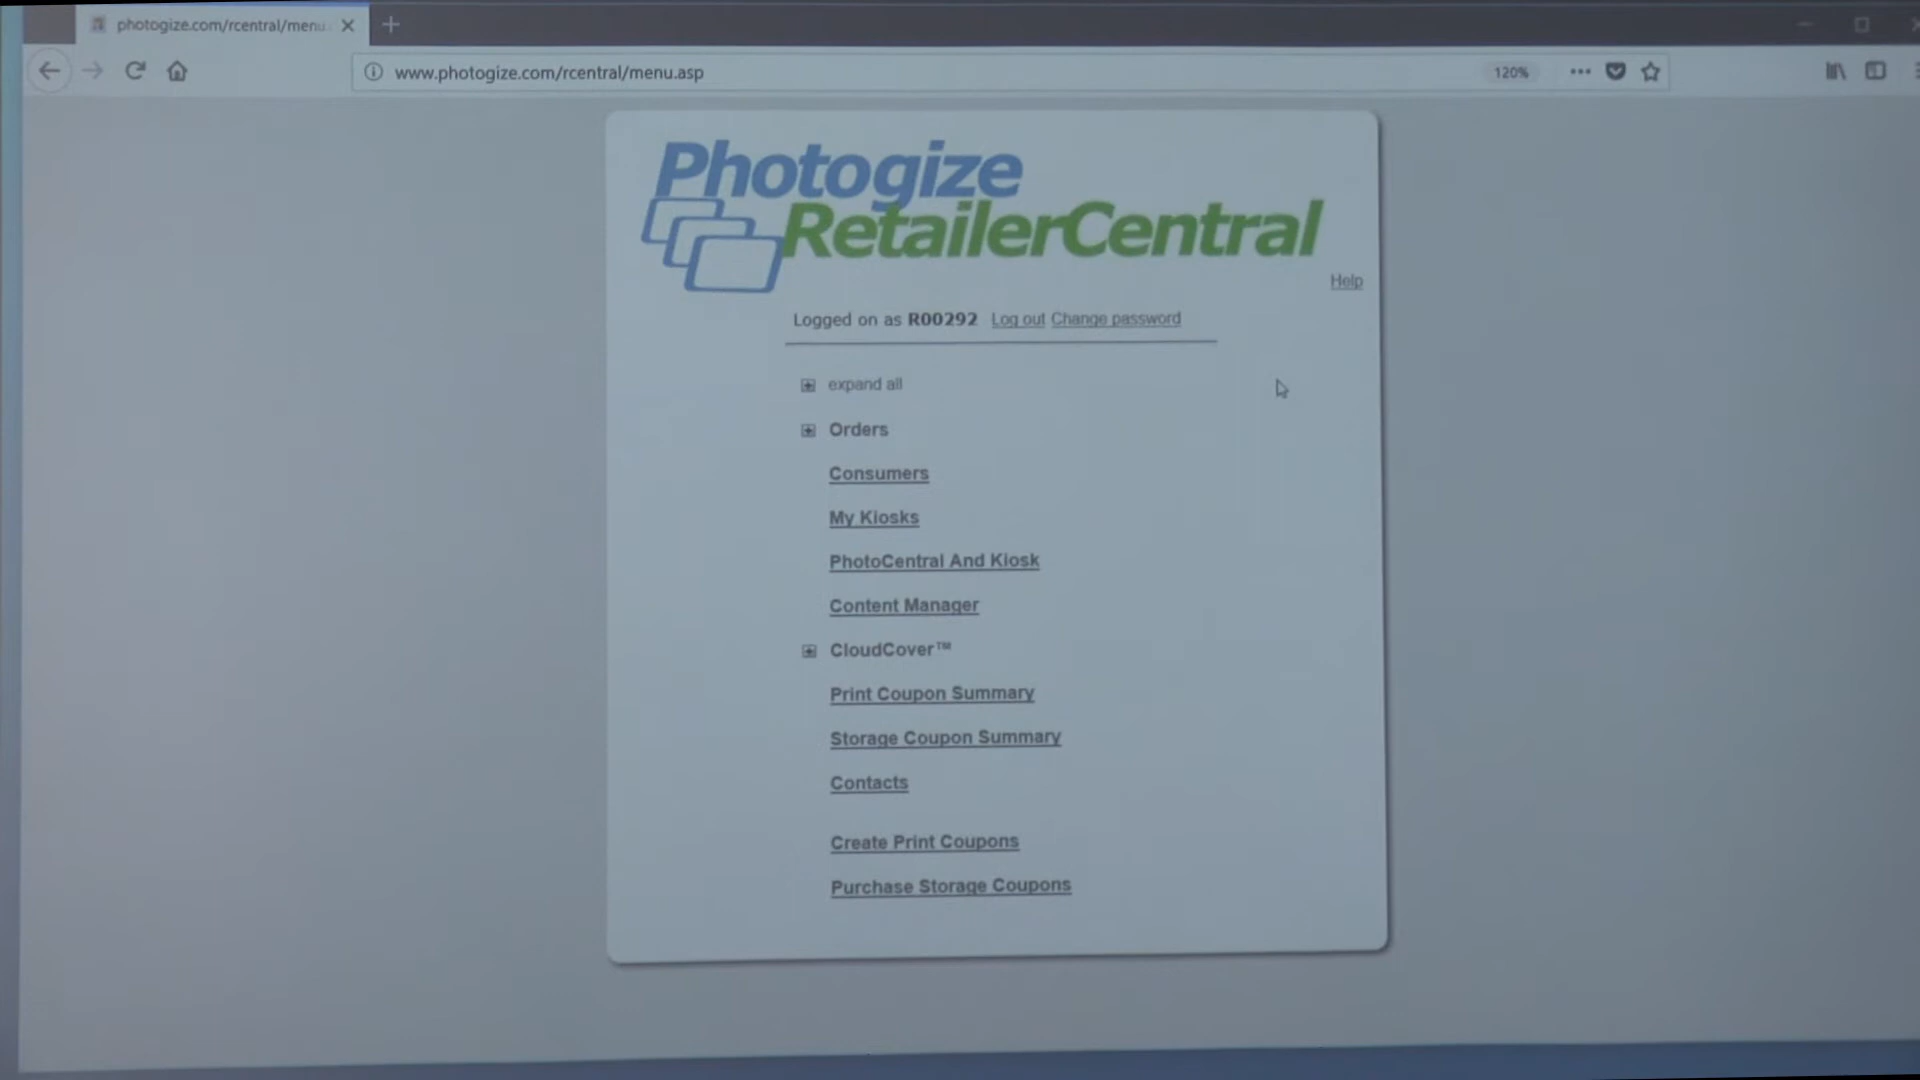 photogize.com/rcentral/menu.
www.photogize.com/rcentral/menu.asp
120%
Photogize
RetailerCentral
Help
Logged on as R00292 Log out Change password
expand all
Orders
Consumers
My Kiosks
PhotoCentral And Kiosk
Content Manager
CloudCover™
Print Coupon Summary
Storage Coupon Summary
Contacts
Create Print Coupons
Purchase Storage Coupons